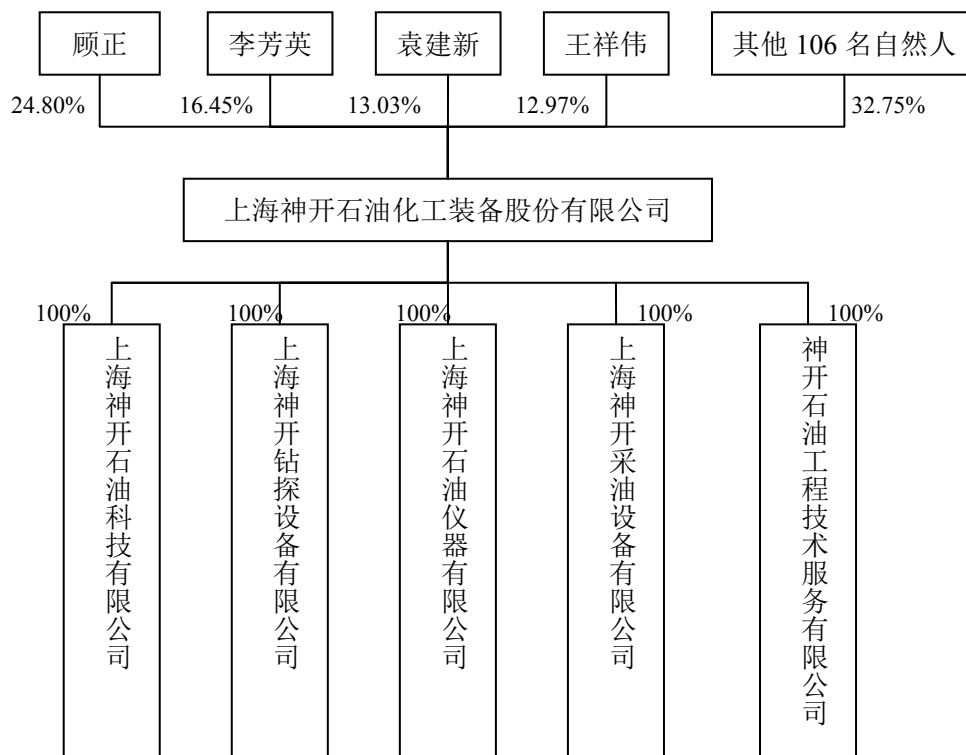 顾正
李芳英
袁建新
王祥伟
其他 106 名自然人
24.80%
16.45%
13.03%
12.97%
32.75%
上海神开石油化工装备股份有限公司
100%
100%
100%
100%
100%
上海神开石油科技有限公司
上海神开钻探设备有限公司
上海神开石油仪器有限公司
上海神开采油设备有限公司
神开石油工程技术服务有限公司